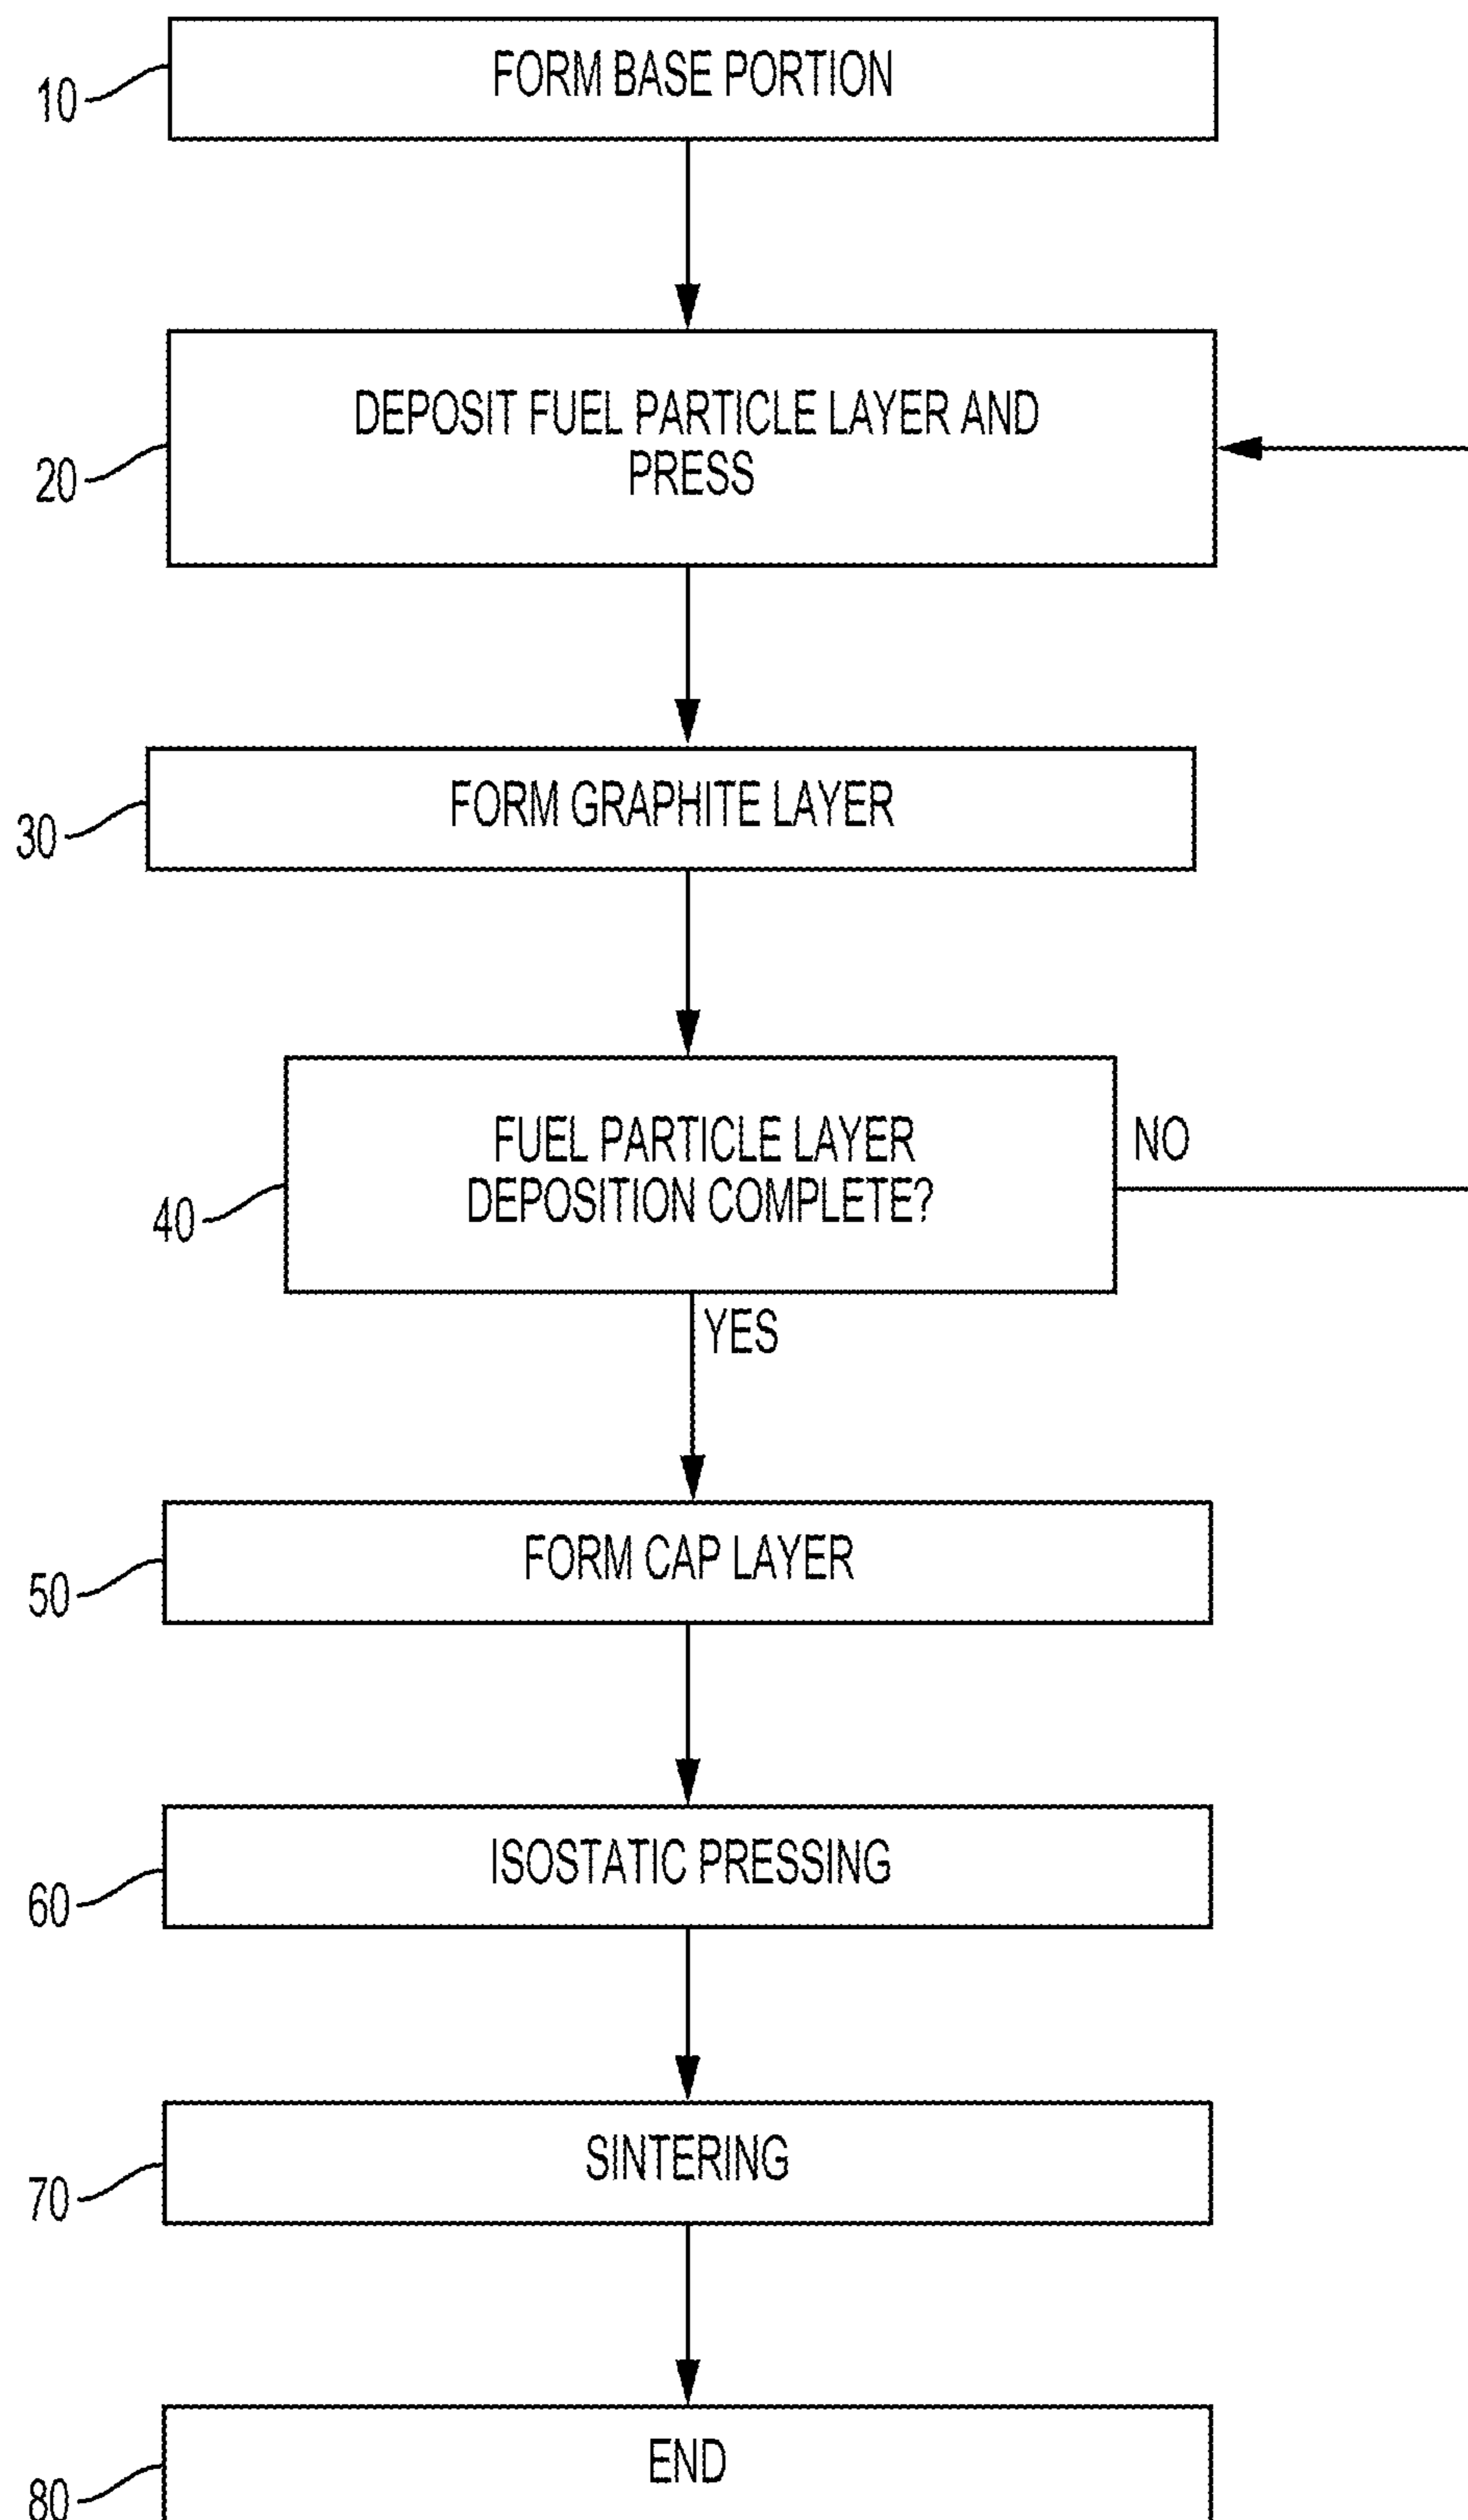 FORM BASE PORTION
10
DEPOSIT FUEL PARTICLE LAYER AND
PRESS
20
FORM GRAPHITE LAYER
30
FUEL PARTICLE LAYER
DEPOSITION COMPLETE?
NO
40
YES
FORM CAP LAYER
50
ISOSTATIC PRESSING
60
SINTERING
70
END
80